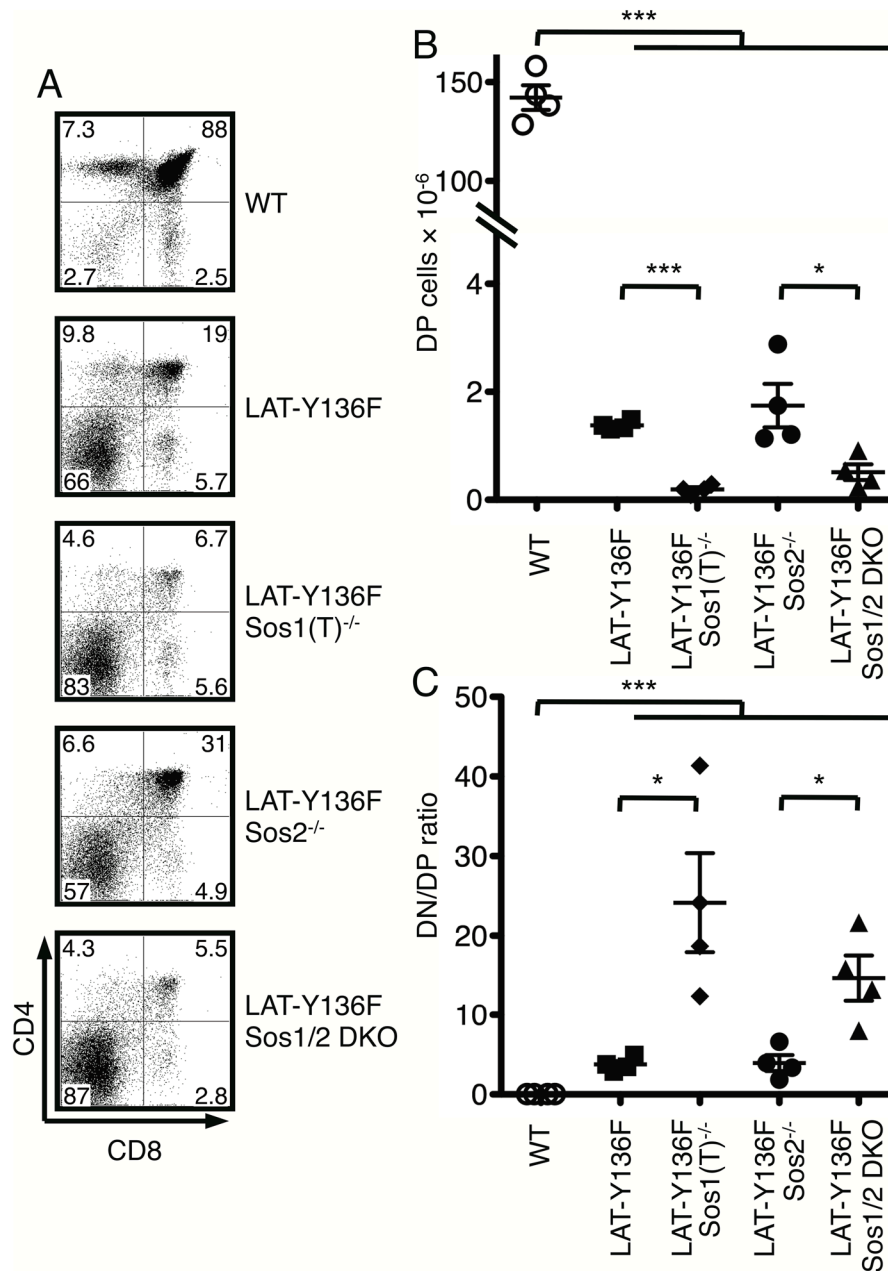 A
7.3 88
2.7 2.5
WT
9.8 19
66 5.7
LAT-Y136F
4.6 6.7
83 5.6
LAT-Y136F
Sos1(T)-/-
6.6 31
57 4.9
LAT-Y136F
Sos2-/-
4.3 5.5
87 2.8
LAT-Y136F
Sos1/2 DKO
CD4
CD8
B
***
150
100
4
2
0
DP cells × 10-6
***
*
WT
LAT-Y136F
LAT-Y136F
Sos1(T)-/-
LAT-Y136F
Sos2-/-
LAT-Y136F
Sos1/2 DKO
C
***
50
40
30
20
10
0
DN/DP ratio
*
*
WT
LAT-Y136F
LAT-Y136F
Sos1(T)-/-
LAT-Y136F
Sos2-/-
LAT-Y136F
Sos1/2 DKO